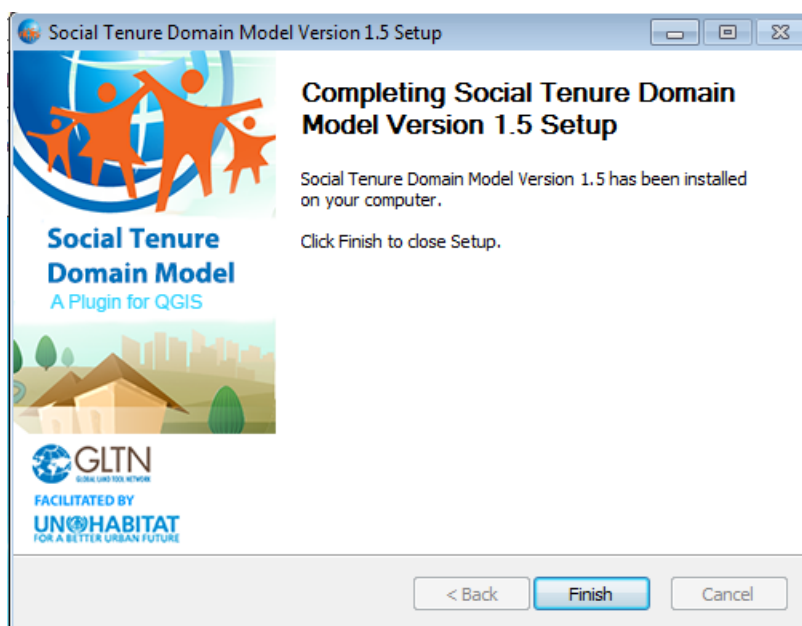 Social Tenure Domain Model Version 1.5 Setup
Completing Social Tenure Domain
Model Version 1.5 Setup
Social Tenure Domain Model Version 1.5 has been installed
on your computer.
Click Finish to close Setup.
Social Tenure
Domain Model
A Plugin for QGIS
GLTN
GLOBAL LAND TOOL NETWORK
FACILITATED BY
UN HABITAT
FOR A BETTER URBAN FUTURE
< Back
Finish
Cancel